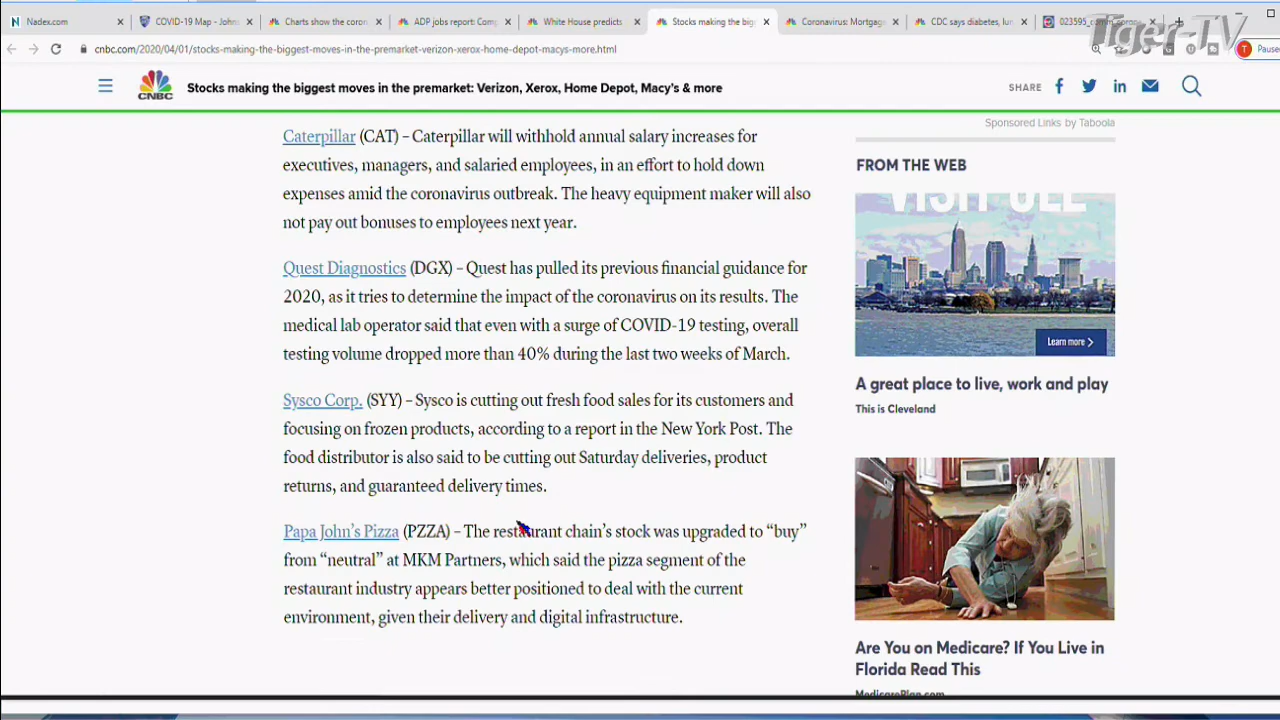 Nadex.com
COVID-19 Map - Johns
Charts show the coron
ADP jobs report: Comp
White House predicts
Stocks making the big
Coronavirus: Mortgag
CDC says diabetes, lun
Tiger-TV
cnbc.com/2020/04/01/stocks-making-the-biggest-moves-in-the-premarket-verizon-xerox-home-depot-macys-more.html
T
Pause
CNBC
Stocks making the biggest moves in the premarket: Verizon, Xerox, Home Depot, Macy's & more
SHARE
Caterpillar (CAT) – Caterpillar will withhold annual salary increases for
executives, managers, and salaried employees, in an effort to hold down
expenses amid the coronavirus outbreak. The heavy equipment maker will also
not pay out bonuses to employees next year.
Quest Diagnostics (DGX) – Quest has pulled its previous financial guidance for
2020, as it tries to determine the impact of the coronavirus on its results. The
medical lab operator said that even with a surge of COVID-19 testing, overall
testing volume dropped more than 40% during the last two weeks of March.
Sysco Corp. (SYY) – Sysco is cutting out fresh food sales for its customers and
focusing on frozen products, according to a report in the New York Post. The
food distributor is also said to be cutting out Saturday deliveries, product
returns, and guaranteed delivery times.
Papa John's Pizza (PZZA) – The restaurant chain's stock was upgraded to “buy”
from “neutral” at MKM Partners, which said the pizza segment of the
restaurant industry appears better positioned to deal with the current
environment, given their delivery and digital infrastructure.
Sponsored Links by Taboola
FROM THE WEB
Learn more >
A great place to live, work and play
This is Cleveland
Are You on Medicare? If You Live in
Florida Read This
MedicarePlan.com